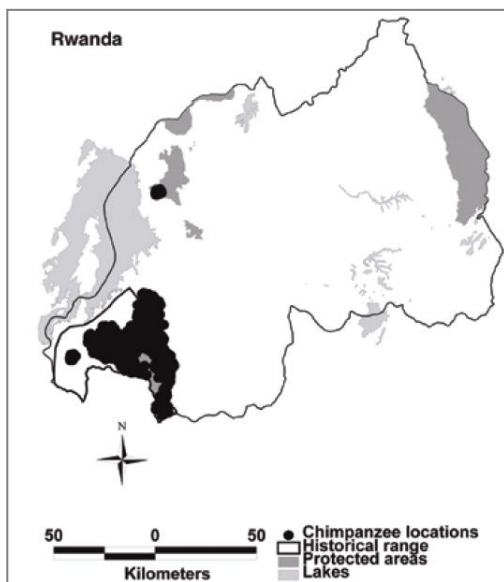 Rwanda
N
50 0 50
Kilometers
Chimpanzee locations
Historical range
Protected areas
Lakes